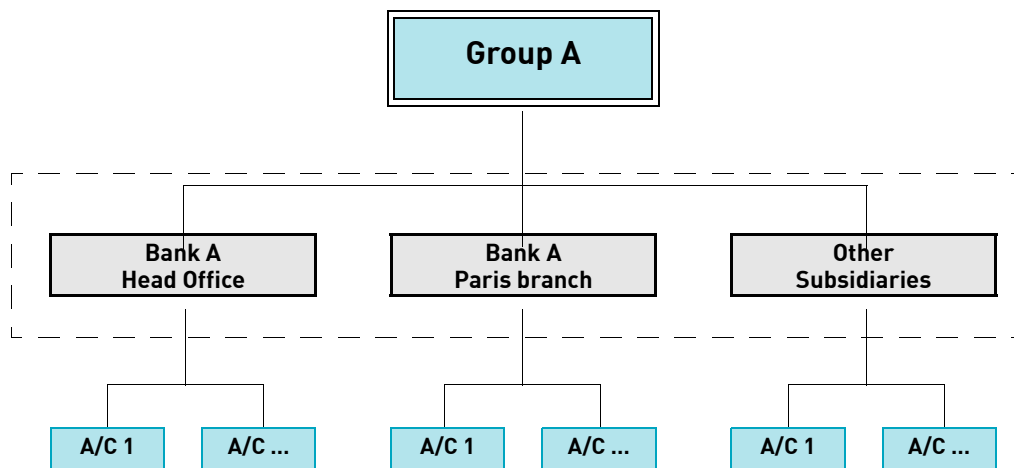 Group A
Bank A
Head Office
Bank A
Paris branch
Other
Subsidiaries
A/C 1
A/C ...
A/C 1
A/C ...
A/C 1
A/C ...